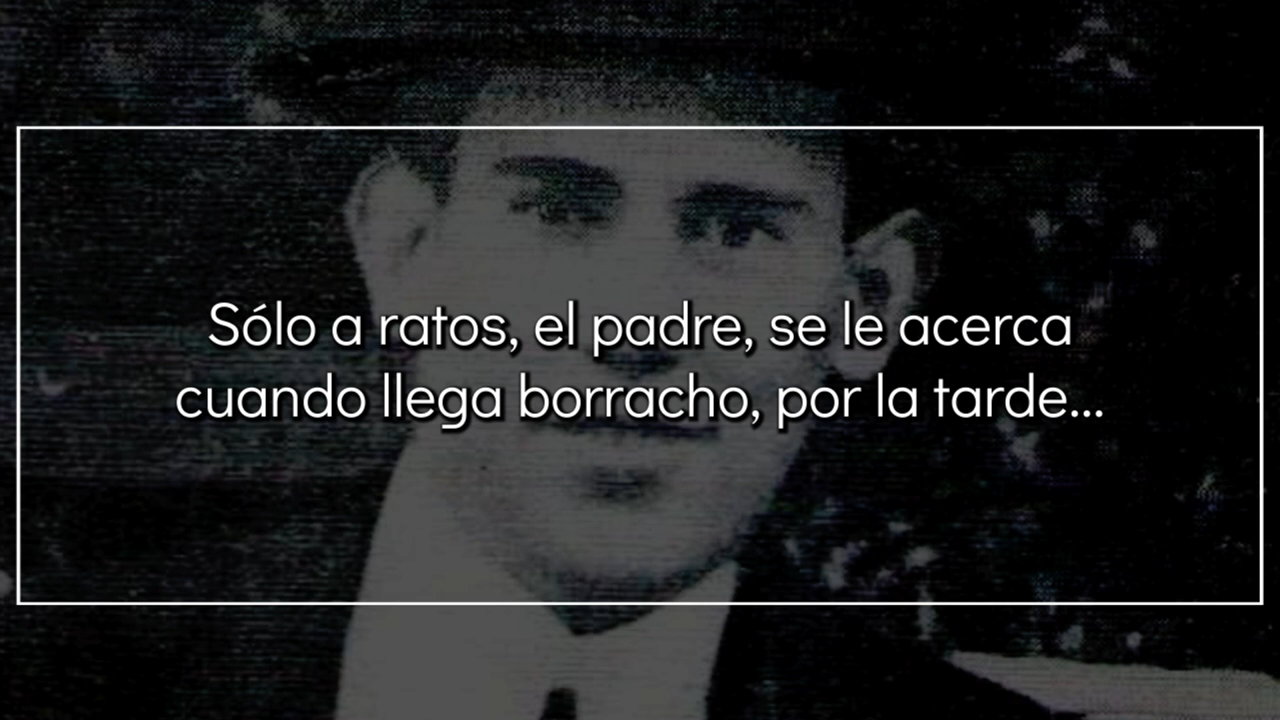 Sólo a ratos, el padre, se le acerca
cuando llega borracho, por la tarde...